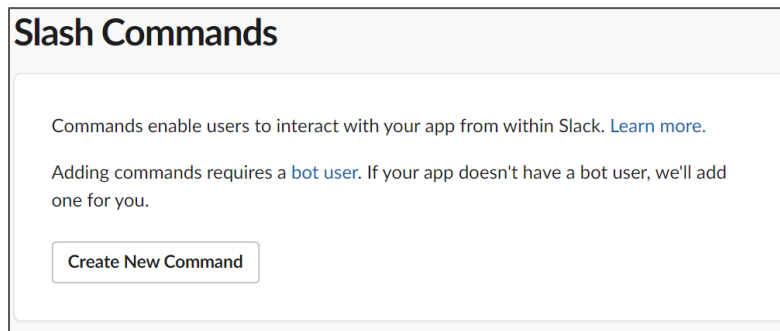 Slash Commands
Commands enable users to interact with your app from within Slack. Learn more.
Adding commands requires a bot user. If your app doesn't have a bot user, we'll add
one for you.
Create New Command